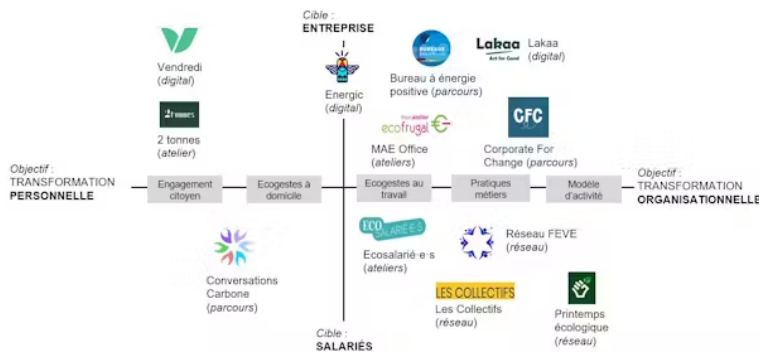 Cible :
ENTREPRISE
Vendredi
(digital)
2 tonnes
2 tonnes
(atelier)
Energic
(digital)
BUREAU À
Bureau à énergie
positive (parcours)
Lakaa
Act for Good
Lakaa
(digital)
mon atelier
ecofrugal
MAE Office
(ateliers)
CFC
Corporate For
Change (parcours)
Objectif :
TRANSFORMATION
PERSONNELLE
Engagement
citoyen
Ecogestes à
domicile
Ecogestes au
travail
Pratiques
métiers
Modèle
d'activité
Objectif :
TRANSFORMATION
ORGANISATIONNELLE
Conversations
Carbone
(parcours)
ECO
SALARIÉ·E·S
Ecosalarié·e·s
(ateliers)
Réseau FEVE
(réseau)
LES COLLECTIFS
Les Collectifs
(réseau)
Printemps
écologique
(réseau)
Cible :
SALARIÉS